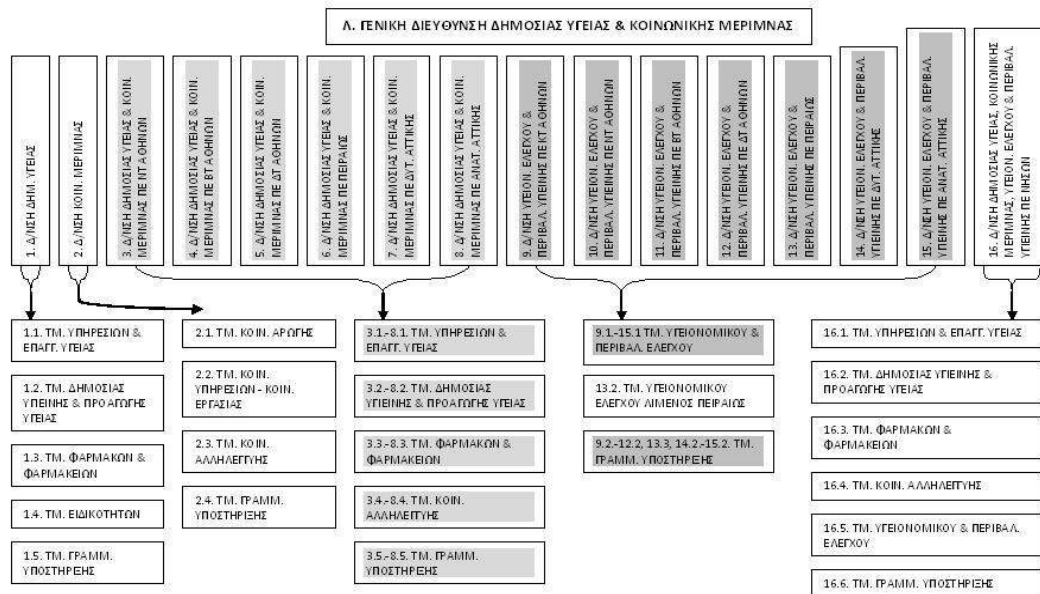 Λ. ΓΕΝΙΚΗ ΔΙΕΥΘΥΝΣΗ ΔΗΜΟΣΙΑΣ ΥΓΕΙΑΣ & ΚΟΙΝΩΝΙΚΗΣ ΜΕΡΙΜΝΑΣ
1. Δ/ΝΣΗ ΔΗΜ. ΥΓΕΙΑΣ
2. Δ/ΝΣΗ ΚΟΙΝ. ΜΕΡΙΜΝΑΣ
3. Δ/ΝΣΗ ΔΗΜΟΣΙΑΣ ΥΓΕΙΑΣ & ΚΟΙΝ.
ΜΕΡΙΜΝΑΣ ΠΕ ΝΤ ΑΘΗΝΩΝ
4. Δ/ΝΣΗ ΔΗΜΟΣΙΑΣ ΥΓΕΙΑΣ & ΚΟΙΝ.
ΜΕΡΙΜΝΑΣ ΠΕ ΒΤ ΑΘΗΝΩΝ
5. Δ/ΝΣΗ ΔΗΜΟΣΙΑΣ ΥΓΕΙΑΣ & ΚΟΙΝ.
ΜΕΡΙΜΝΑΣ ΠΕ ΔΤ ΑΘΗΝΩΝ
6. Δ/ΝΣΗ ΔΗΜΟΣΙΑΣ ΥΓΕΙΑΣ & ΚΟΙΝ.
ΜΕΡΙΜΝΑΣ ΠΕ ΠΕΙΡΑΙΩΣ
7. Δ/ΝΣΗ ΔΗΜΟΣΙΑΣ ΥΓΕΙΑΣ & ΚΟΙΝ.
ΜΕΡΙΜΝΑΣ ΠΕ ΔΥΤ. ΑΤΤΙΚΗΣ
8. Δ/ΝΣΗ ΔΗΜΟΣΙΑΣ ΥΓΕΙΑΣ & ΚΟΙΝ.
ΜΕΡΙΜΝΑΣ ΠΕ ΑΝΑΤ. ΑΤΤΙΚΗΣ
9. Δ/ΝΣΗ ΥΓΕΙΟΝ. ΕΛΕΓΧΟΥ &
ΠΕΡΙΒΑΛ. ΥΓΙΕΙΝΗΣ ΠΕ ΚΤ ΑΘΗΝΩΝ
10. Δ/ΝΣΗ ΥΓΕΙΟΝ. ΕΛΕΓΧΟΥ &
ΠΕΡΙΒΑΛ. ΥΓΙΕΙΝΗΣ ΠΕ ΝΤ ΑΘΗΝΩΝ
11. Δ/ΝΣΗ ΥΓΕΙΟΝ. ΕΛΕΓΧΟΥ &
ΠΕΡΙΒΑΛ. ΥΓΙΕΙΝΗΣ ΠΕ ΒΤ ΑΘΗΝΩΝ
12. Δ/ΝΣΗ ΥΓΕΙΟΝ. ΕΛΕΓΧΟΥ &
ΠΕΡΙΒΑΛ. ΥΓΙΕΙΝΗΣ ΠΕ ΔΤ ΑΘΗΝΩΝ
13. Δ/ΝΣΗ ΥΓΕΙΟΝ. ΕΛΕΓΧΟΥ &
ΠΕΡΙΒΑΛ. ΥΓΙΕΙΝΗΣ ΠΕ ΠΕΙΡΑΙΩΣ
14. Δ/ΝΣΗ ΥΓΕΙΟΝ. ΕΛΕΓΧΟΥ & ΠΕΡΙΒΑΛ.
ΥΓΙΕΙΝΗΣ ΠΕ ΔΥΤ. ΑΤΤΙΚΗΣ
15. Δ/ΝΣΗ ΥΓΕΙΟΝ. ΕΛΕΓΧΟΥ & ΠΕΡΙΒΑΛ.
ΥΓΙΕΙΝΗΣ ΠΕ ΑΝΑΤ. ΑΤΤΙΚΗΣ
16. Δ/ΝΣΗ ΔΗΜΟΣΙΑΣ ΥΓΕΙΑΣ, ΚΟΙΝΩΝΙΚΗΣ
ΜΕΡΙΜΝΑΣ, ΥΓΕΙΟΝ. ΕΛΕΓΧΟΥ & ΠΕΡΙΒΑΛ.
ΥΓΙΕΙΝΗΣ ΠΕ ΝΗΣΩΝ
1.1. ΤΜ. ΥΠΗΡΕΣΙΩΝ &
ΕΠΑΓΓ. ΥΓΕΙΑΣ
1.2. ΤΜ. ΔΗΜΟΣΙΑΣ
ΥΓΙΕΙΝΗΣ & ΠΡΟΑΓΩΓΗΣ
ΥΓΕΙΑΣ
1.3. ΤΜ. ΦΑΡΜΑΚΩΝ &
ΦΑΡΜΑΚΕΙΩΝ
1.4. ΤΜ. ΕΙΔΙΚΟΤΗΤΩΝ
1.5. ΤΜ. ΓΡΑΜΜ.
ΥΠΟΣΤΗΡΙΞΗΣ
2.1. ΤΜ. ΚΟΙΝ. ΑΡΩΓΗΣ
2.2. ΤΜ. ΚΟΙΝ.
ΥΠΗΡΕΣΙΩΝ – ΚΟΙΝ.
ΕΡΓΑΣΙΑΣ
2.3. ΤΜ. ΚΟΙΝ.
ΑΛΛΗΛΕΓΓΥΗΣ
2.4. ΤΜ. ΓΡΑΜΜ.
ΥΠΟΣΤΗΡΙΞΗΣ
3.1.-8.1. ΤΜ. ΥΠΗΡΕΣΙΩΝ &
ΕΠΑΓΓ. ΥΓΕΙΑΣ
3.2.-8.2. ΤΜ. ΔΗΜΟΣΙΑΣ
ΥΓΙΕΙΝΗΣ & ΠΡΟΑΓΩΓΗΣ ΥΓΕΙΑΣ
3.3.-8.3. ΤΜ. ΦΑΡΜΑΚΩΝ &
ΦΑΡΜΑΚΕΙΩΝ
3.4.-8.4. ΤΜ. ΚΟΙΝ.
ΑΛΛΗΛΕΓΓΥΗΣ
3.5.-8.5. ΤΜ. ΓΡΑΜΜ.
ΥΠΟΣΤΗΡΙΞΗΣ
9.1.-15.1 ΤΜ. ΥΓΕΙΟΝΟΜΙΚΟΥ &
ΠΕΡΙΒΑΛ. ΕΛΕΓΧΟΥ
13.2. ΤΜ. ΥΓΕΙΟΝΟΜΙΚΟΥ
ΕΛΕΓΧΟΥ ΛΙΜΕΝΟΣ ΠΕΙΡΑΙΩΣ
9.2.-12.2, 13.3, 14.2.-15.2. ΤΜ.
ΓΡΑΜΜ. ΥΠΟΣΤΗΡΙΞΗΣ
16.1. ΤΜ. ΥΠΗΡΕΣΙΩΝ & ΕΠΑΓΓ. ΥΓΕΙΑΣ
16.2. ΤΜ. ΔΗΜΟΣΙΑΣ ΥΓΙΕΙΝΗΣ &
ΠΡΟΑΓΩΓΗΣ ΥΓΕΙΑΣ
16.3. ΤΜ. ΦΑΡΜΑΚΩΝ &
ΦΑΡΜΑΚΕΙΩΝ
16.4. ΤΜ. ΚΟΙΝ. ΑΛΛΗΛΕΓΓΥΗΣ
16.5. ΤΜ. ΥΓΕΙΟΝΟΜΙΚΟΥ & ΠΕΡΙΒΑΛ.
ΕΛΕΓΧΟΥ
16.6. ΤΜ. ΓΡΑΜΜ. ΥΠΟΣΤΗΡΙΞΗΣ